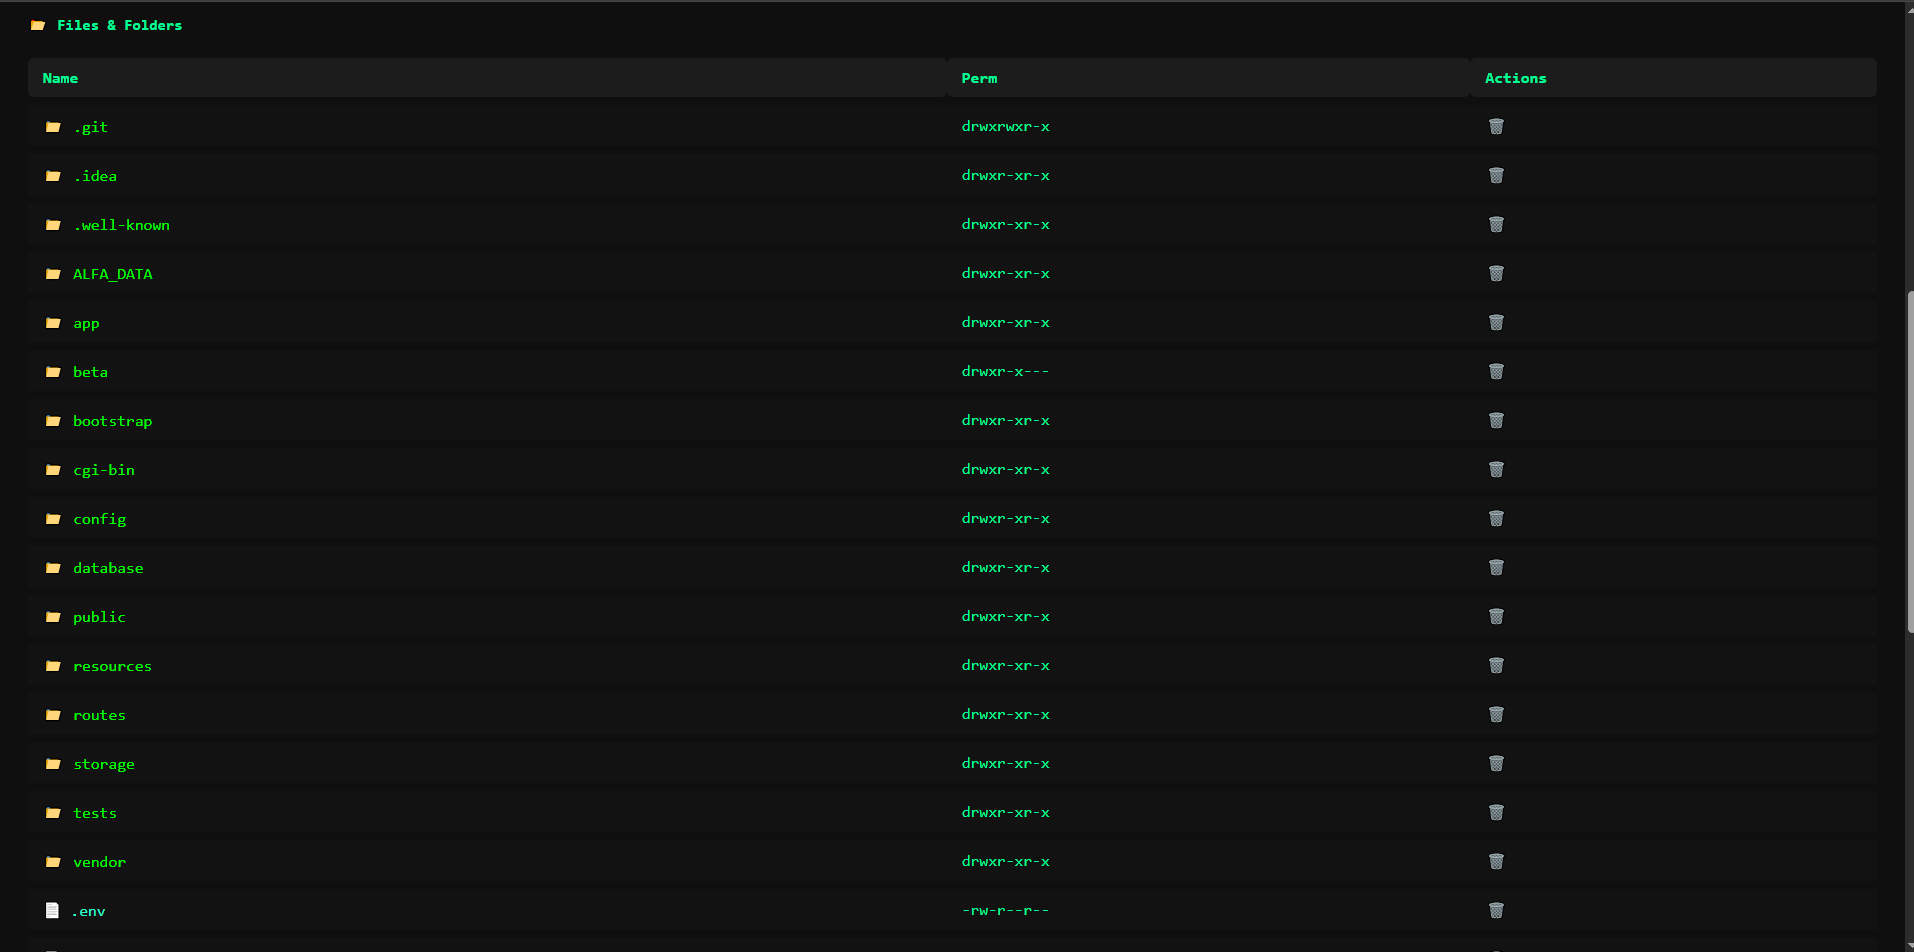 Files & Folders
Name Perm Actions
.git drwxrwxr-x
.idea drwxr-xr-x
.well-known drwxr-xr-x
ALFA_DATA drwxr-xr-x
app drwxr-xr-x
beta drwxr-x---
bootstrap drwxr-xr-x
cgi-bin drwxr-xr-x
config drwxr-xr-x
database drwxr-xr-x
public drwxr-xr-x
resources drwxr-xr-x
routes drwxr-xr-x
storage drwxr-xr-x
tests drwxr-xr-x
vendor drwxr-xr-x
.env -rw-r--r--